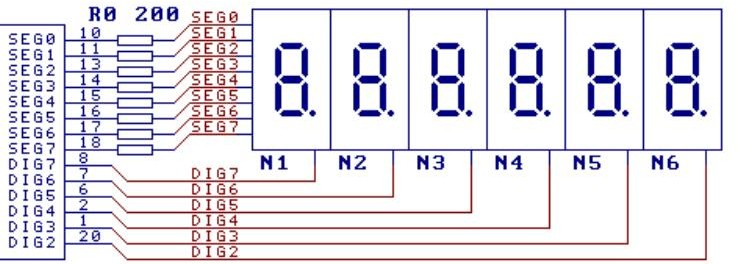 R0 200
SEG0 10 SEG0
SEG1 11 SEG1
SEG2 13 SEG2
SEG3 14 SEG3
SEG4 15 SEG4
SEG5 16 SEG5
SEG6 17 SEG6
SEG7 18 SEG7
N1 N2 N3 N4 N5 N6
DIG7 8 DIG7
DIG6 7 DIG6
DIG5 6 DIG5
DIG4 2 DIG4
DIG3 1 DIG3
DIG2 20 DIG2